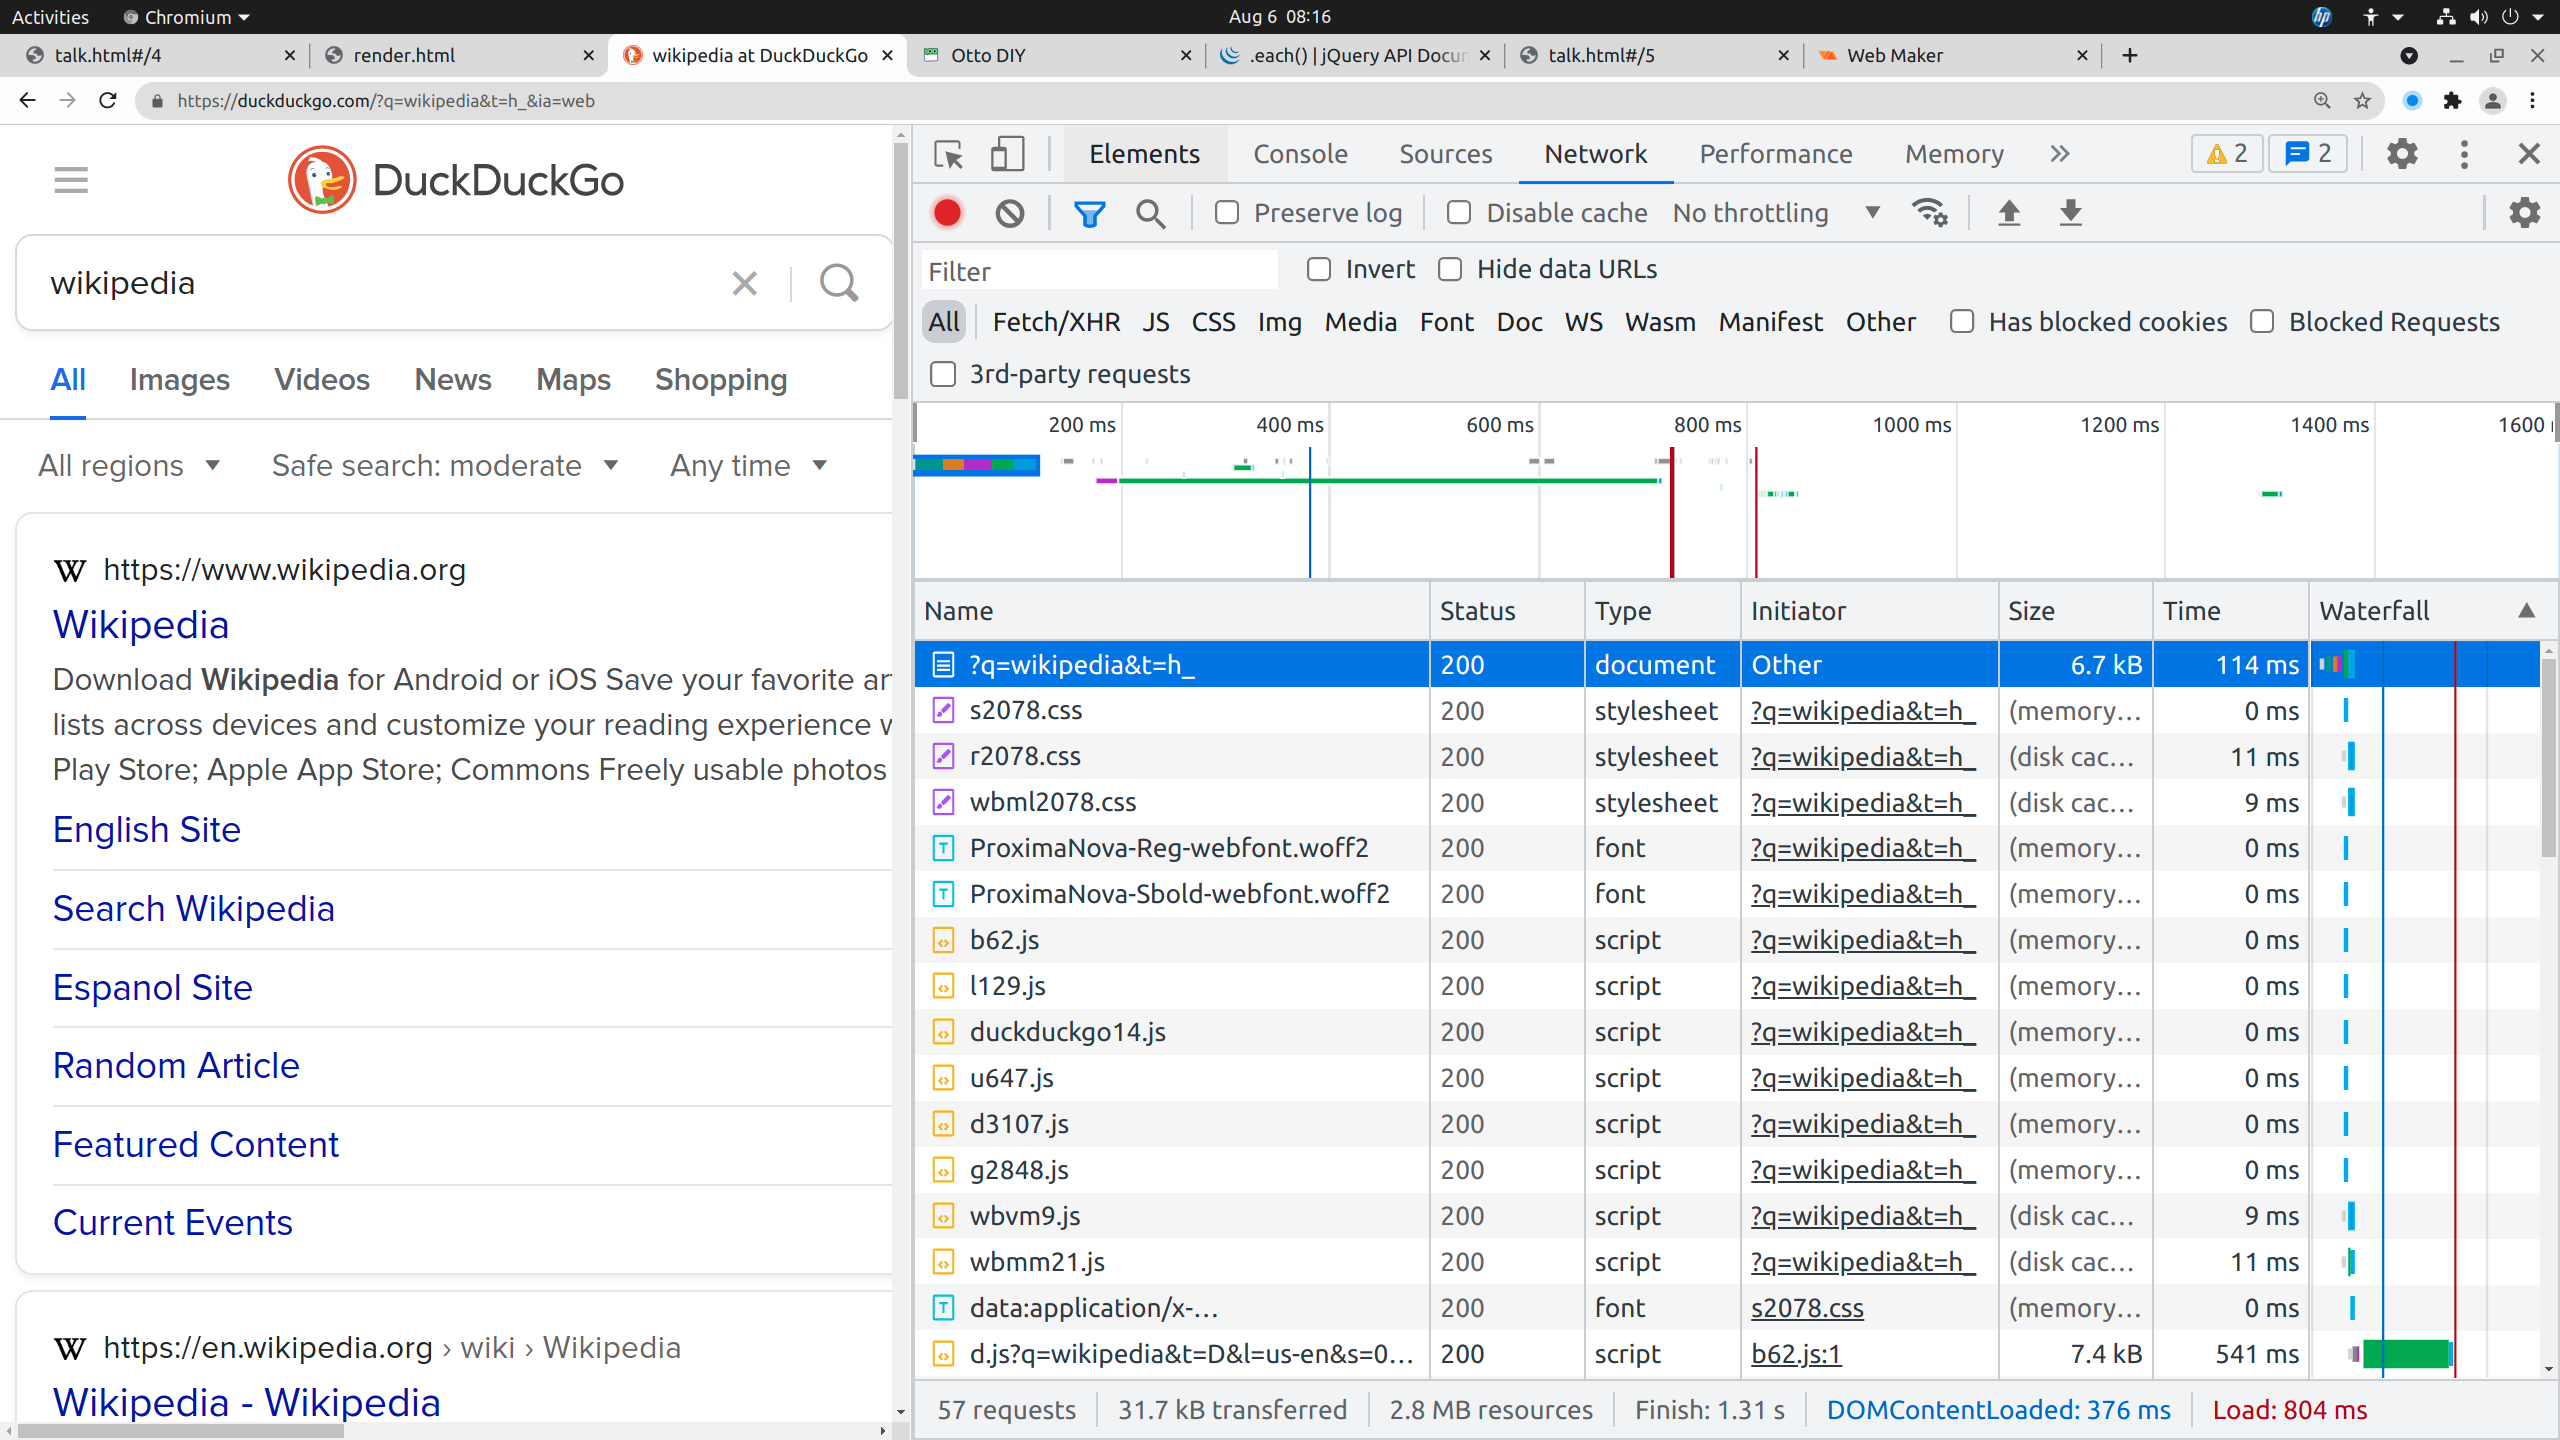 Activities Chromium Aug 6 08:16
talk.html#/4 render.html wikipedia at DuckDuckGo Otto DIY .each() | jQuery API Docu talk.html#/5 Web Maker
https://duckduckgo.com/?q=wikipedia&t=h_&ia=web
DuckDuckGo
wikipedia
All Images Videos News Maps Shopping
All regions Safe search: moderate Any time
https://www.wikipedia.org
Wikipedia
Download Wikipedia for Android or iOS Save your favorite
lists across devices and customize your reading experience
Play Store; Apple App Store; Commons Freely usable photos
English Site
Search Wikipedia
Espanol Site
Random Article
Featured Content
Current Events
https://en.wikipedia.org › wiki › Wikipedia
Wikipedia - Wikipedia
Elements Console Sources Network Performance Memory 2 2
Preserve log Disable cache No throttling
Filter Invert Hide data URLs
All Fetch/XHR JS CSS Img Media Font Doc WS Wasm Manifest Other Has blocked cookies Blocked Requests
3rd-party requests
200 ms 400 ms 600 ms 800 ms 1000 ms 1200 ms 1400 ms 1600
Name Status Type Initiator Size Time Waterfall
?q=wikipedia&t=h_ 200 document Other 6.7 kB 114 ms
s2078.css 200 stylesheet ?q=wikipedia&t=h_ (memory… 0 ms
r2078.css 200 stylesheet ?q=wikipedia&t=h_ (disk cac… 11 ms
wbml2078.css 200 stylesheet ?q=wikipedia&t=h_ (disk cac… 9 ms
ProximaNova-Reg-webfont.woff2 200 font ?q=wikipedia&t=h_ (memory… 0 ms
ProximaNova-Sbold-webfont.woff2 200 font ?q=wikipedia&t=h_ (memory… 0 ms
b62.js 200 script ?q=wikipedia&t=h_ (memory… 0 ms
l129.js 200 script ?q=wikipedia&t=h_ (memory… 0 ms
duckduckgo14.js 200 script ?q=wikipedia&t=h_ (memory… 0 ms
u647.js 200 script ?q=wikipedia&t=h_ (memory… 0 ms
d3107.js 200 script ?q=wikipedia&t=h_ (memory… 0 ms
g2848.js 200 script ?q=wikipedia&t=h_ (memory… 0 ms
wbvm9.js 200 script ?q=wikipedia&t=h_ (disk cac… 9 ms
wbmm21.js 200 script ?q=wikipedia&t=h_ (disk cac… 11 ms
data:application/x-… 200 font s2078.css (memory… 0 ms
d.js?q=wikipedia&t=D&l=us-en&s=0… 200 script b62.js:1 7.4 kB 541 ms
57 requests 31.7 kB transferred 2.8 MB resources Finish: 1.31 s DOMContentLoaded: 376 ms Load: 804 ms